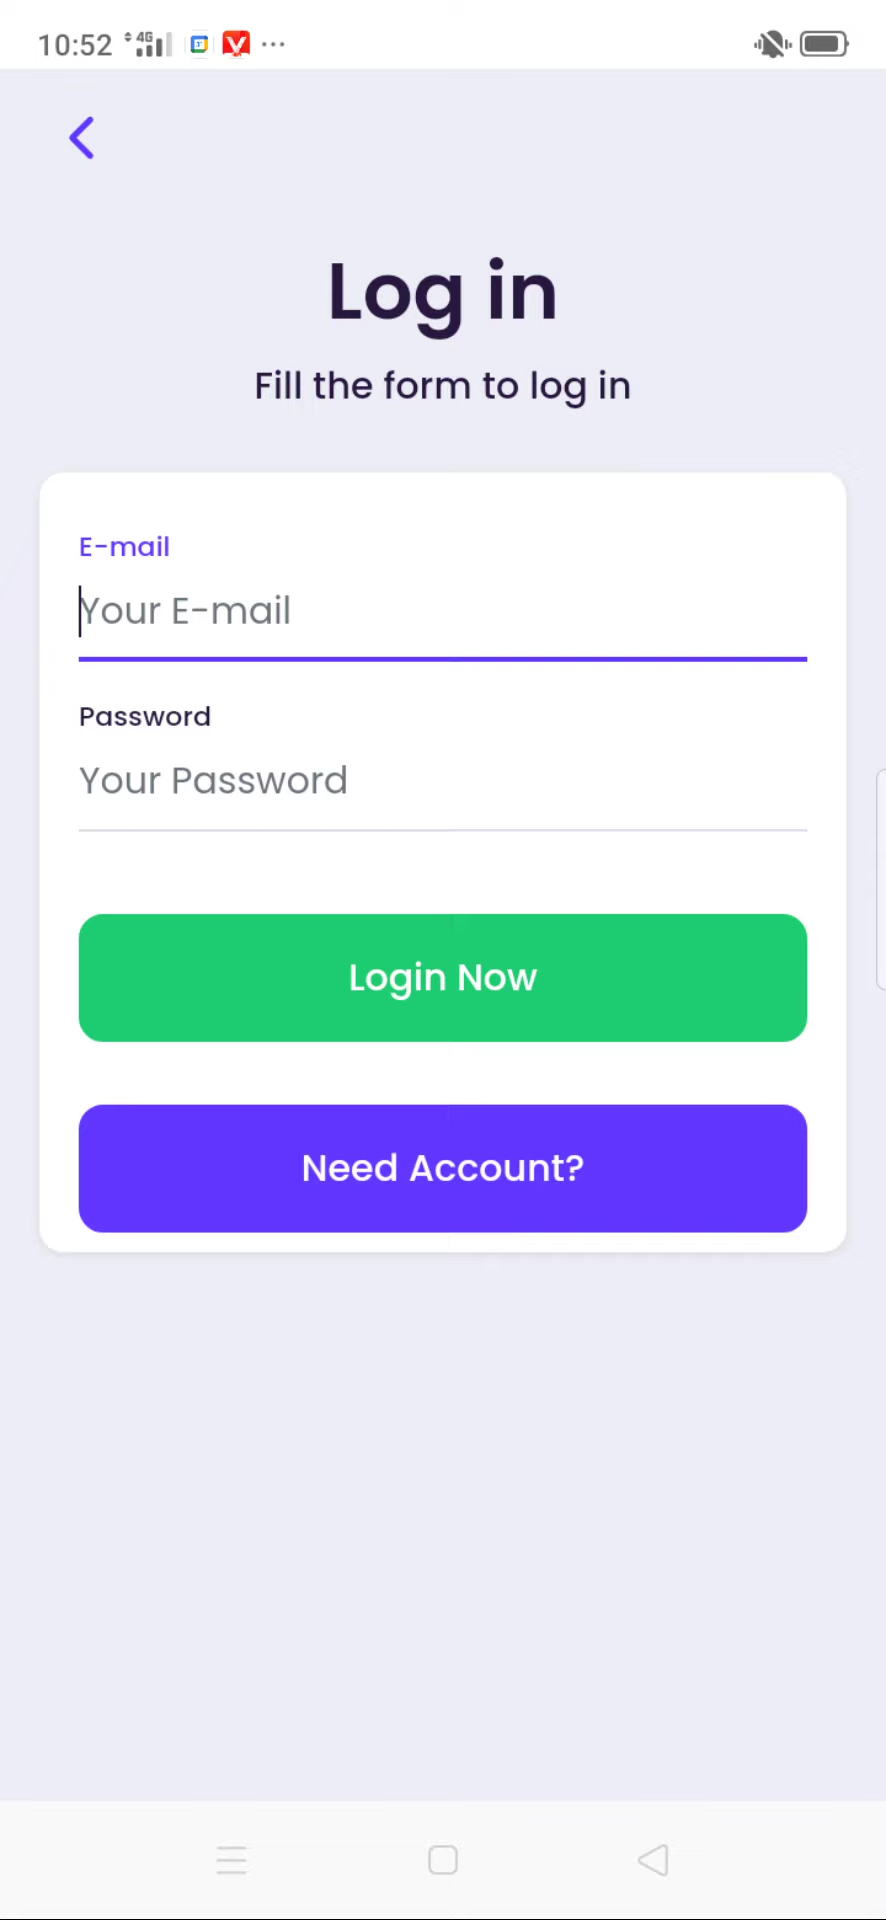 10:52 4G
Log in
Fill the form to log in
E-mail
Your E-mail
Password
Your Password
Login Now
Need Account?